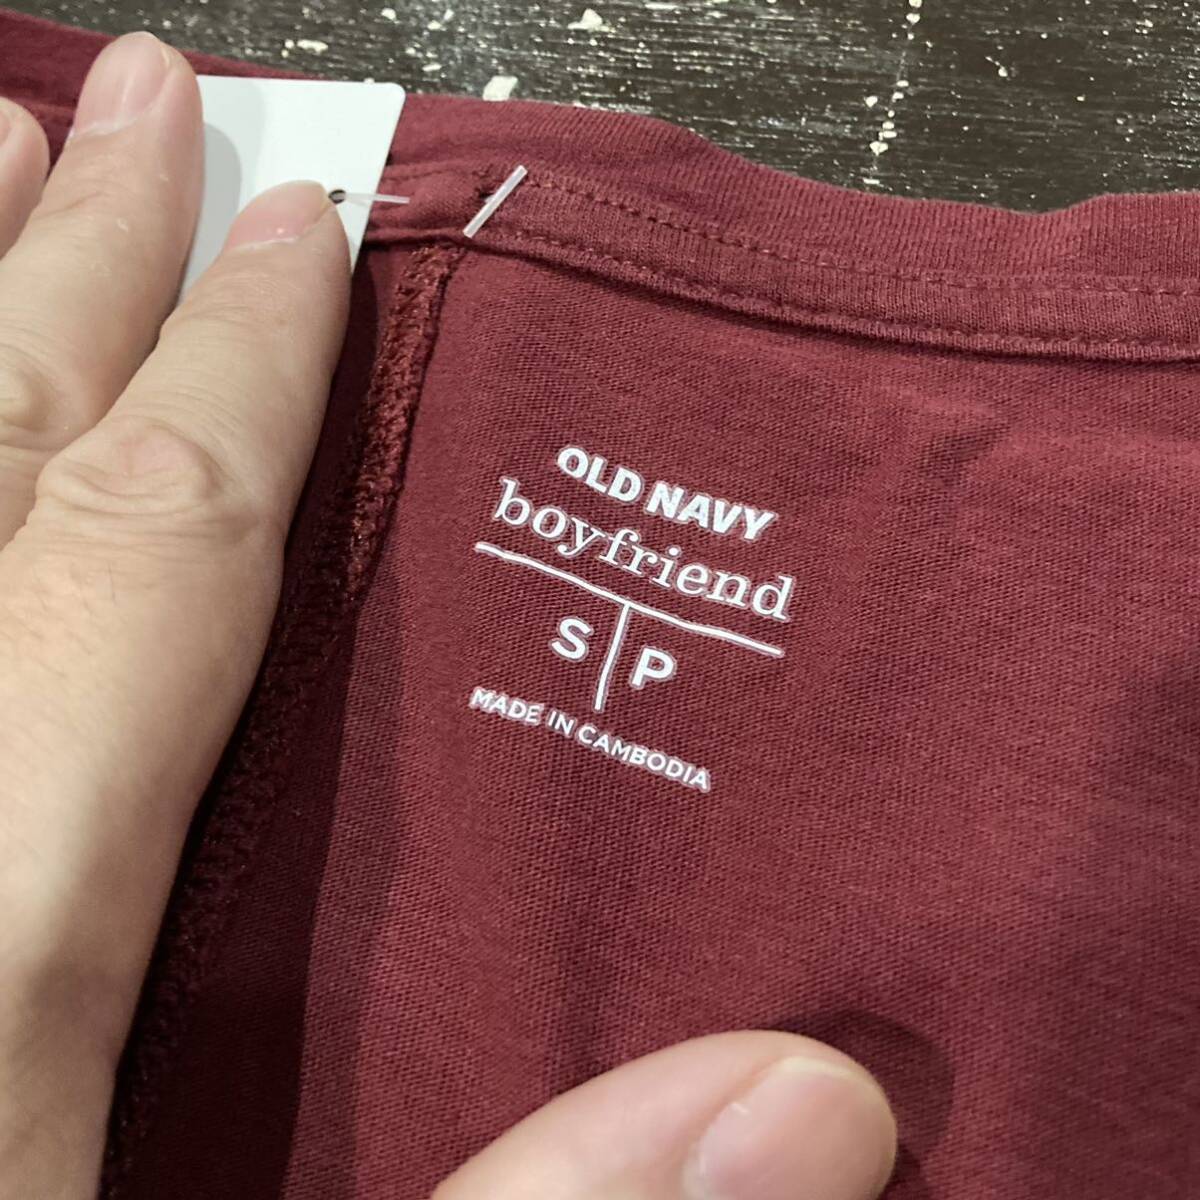 OLD NAVY
boyfriend
S P
MADE IN CAMBODIA